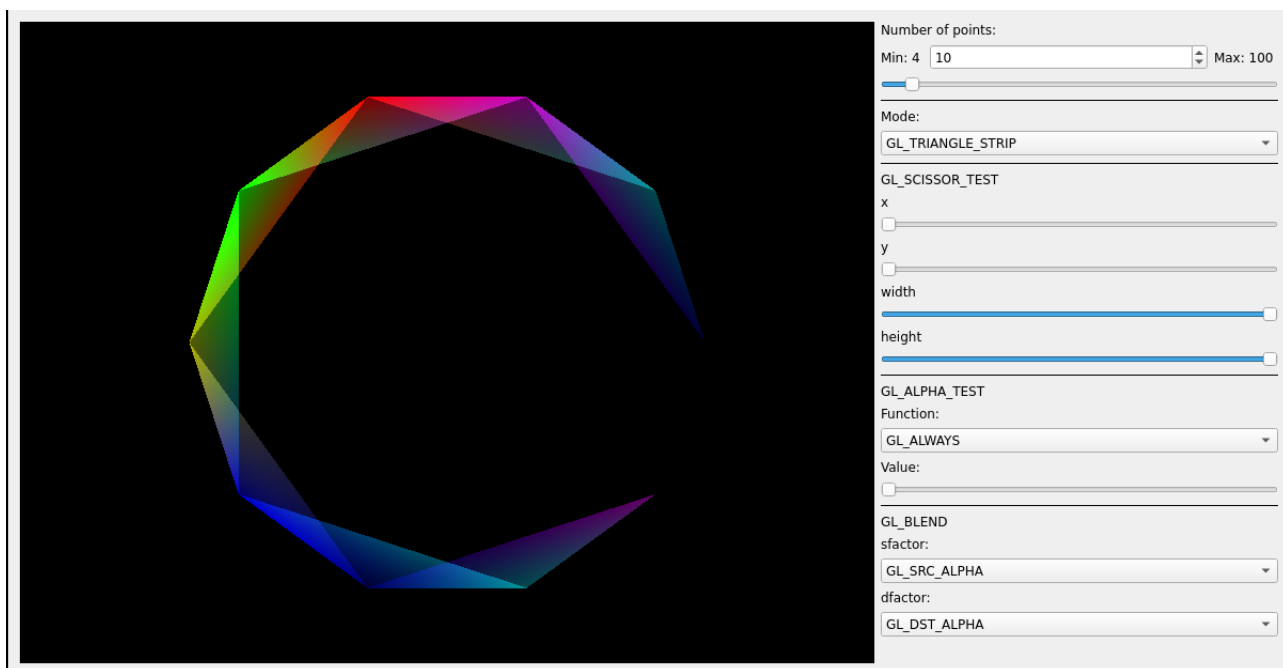 Number of points:
Min: 4 10 Max: 100
Mode:
GL_TRIANGLE_STRIP
GL_SCISSOR_TEST
x
y
width
height
GL_ALPHA_TEST
Function:
GL_ALWAYS
Value:
GL_BLEND
sfactor:
GL_SRC_ALPHA
dfactor:
GL_DST_ALPHA